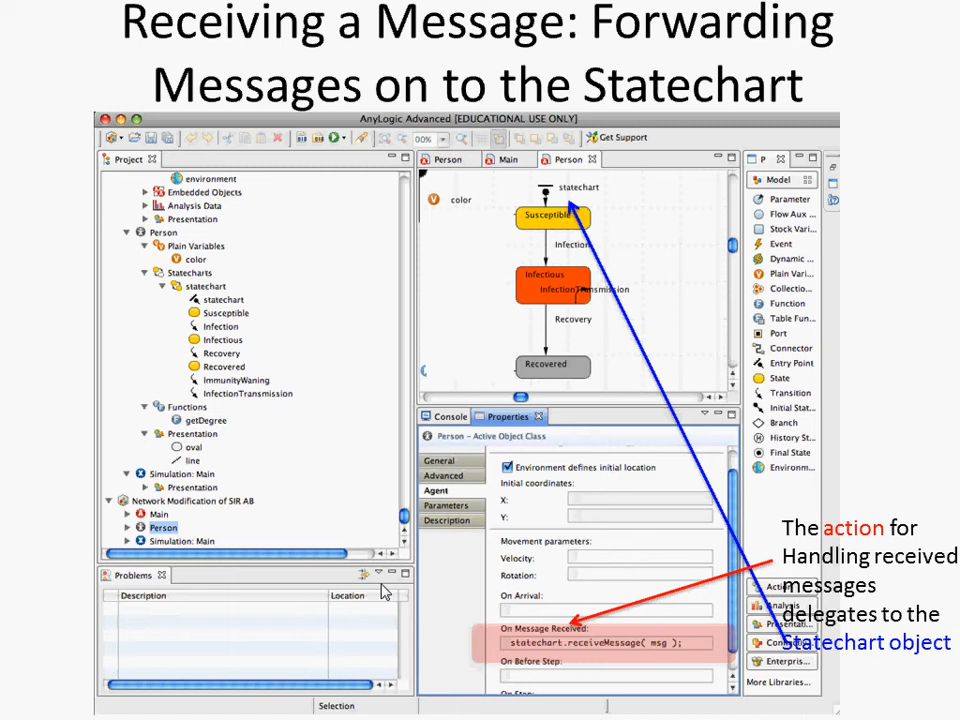 Receiving a Message: Forwarding
Messages on to the Statechart
AnyLogic Advanced [EDUCATIONAL USE ONLY]
00%
Get Support
Project
environment
Embedded Objects
Analysis Data
Presentation
Person
Plain Variables
color
Statecharts
statechart
statechart
Susceptible
Infection
Infectious
Recovery
Recovered
ImmunityWaning
InfectionTransmission
Functions
getDegree
Presentation
oval
line
Simulation: Main
Presentation
Network Modification of SIR AB
Main
Person
Simulation: Main
Problems
Description Location
Person Main Person
color
statechart
Susceptible
Infection
Infectious
InfectionTransmission
Recovery
Recovered
Console Properties
Person - Active Object Class
General
Advanced
Agent
Parameters
Description
Environment defines initial location
Initial coordinates:
X:
Y:
Movement parameters:
Velocity:
Rotation:
On Arrival:
On Message Received:
statechart.receiveMessage( msg );
On Before Step:
On Step:
P
Model
Parameter
Flow Aux ...
Stock Vari...
Event
Dynamic ...
Plain Vari...
Collectio...
Function
Table Fun...
Port
Connector
Entry Point
State
Transition
Initial Stat...
Branch
History St...
Final State
Environm...
The action for
Handling received
messages
delegates to the
Statechart object
Analysis
Presentati...
Enterpris...
More Libraries...
Selection